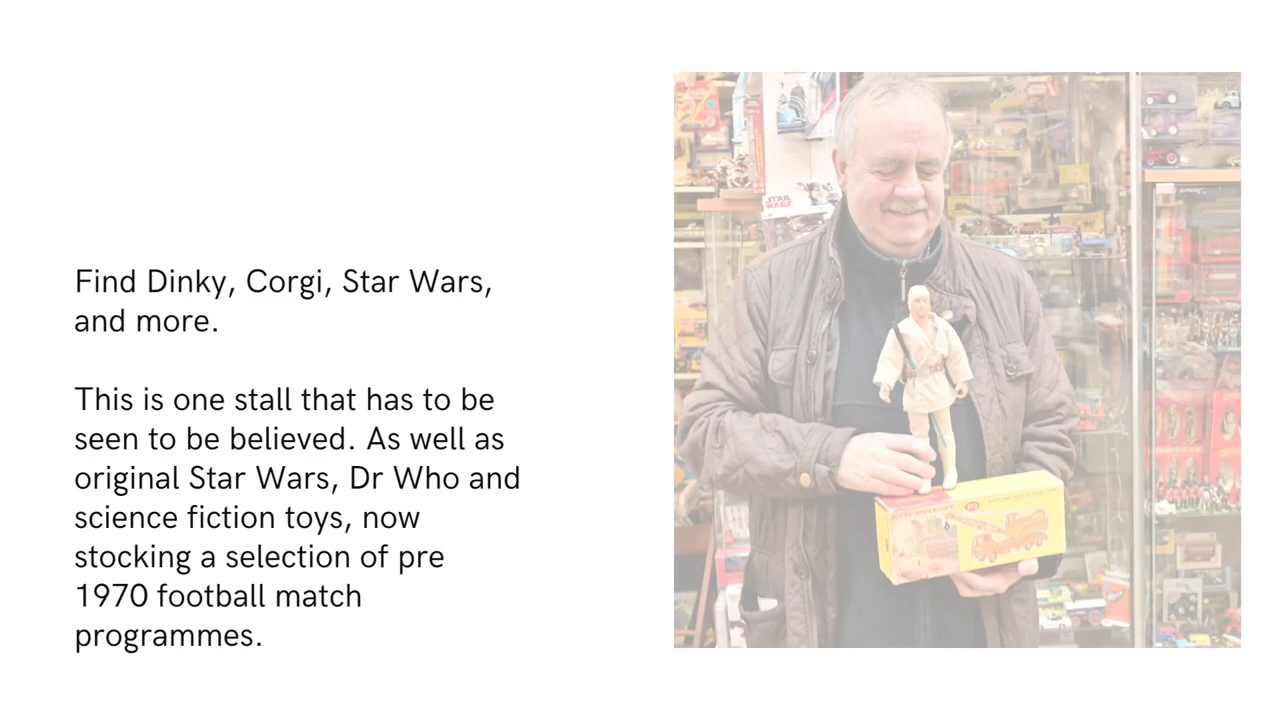 Find Dinky, Corgi, Star Wars,
and more.
This is one stall that has to be
seen to be believed. As well as
original Star Wars, Dr Who and
science fiction toys, now
stocking a selection of pre
1970 football match
programmes.
STAR
WARS